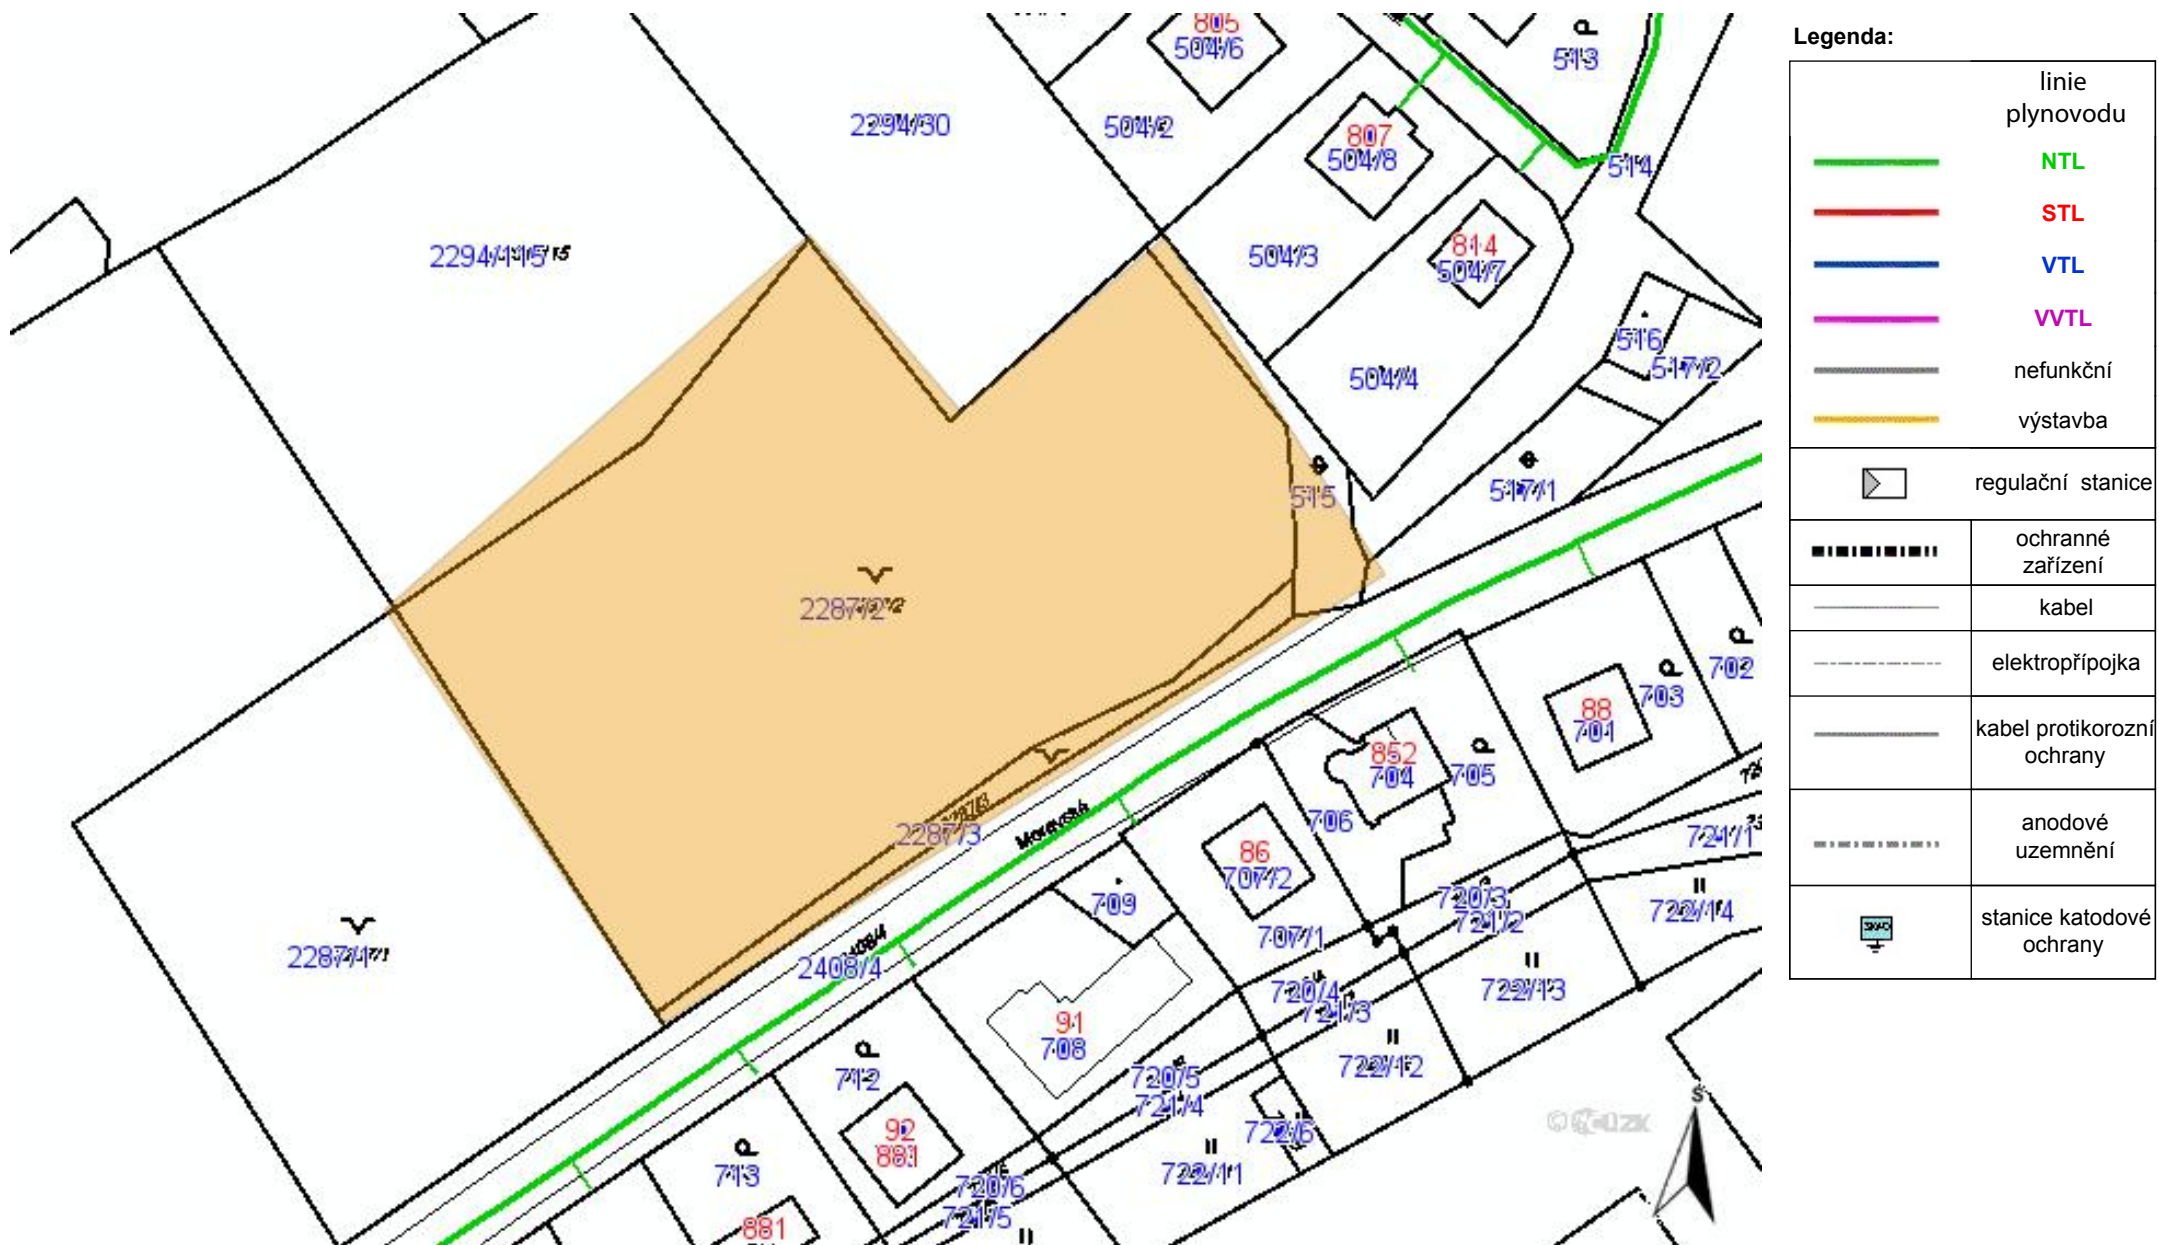 805
504/6
513
2294/30
504/2
807
504/8
514
2294/115
504/3
814
504/7
516
517/2
504/4
515
517/1
2287/2
702
703
88
701
852
704
705
706
2287/3
Moravská
721/1
86
707/2
709
720/3
721/2
722/14
707/1
2408/4
2287/1
722/13
720/4
721/3
91
708
722/12
712
720/5
721/4
92
881
722/6
713
722/11
720/6
721/5
881
Š
Legenda:
linie
plynovodu
NTL
STL
VTL
VVTL
nefunkční
výstavba
regulační stanice
ochranné
zařízení
kabel
elektropřípojka
kabel protikorozní
ochrany
anodové
uzemnění
SKAO
stanice katodové
ochrany